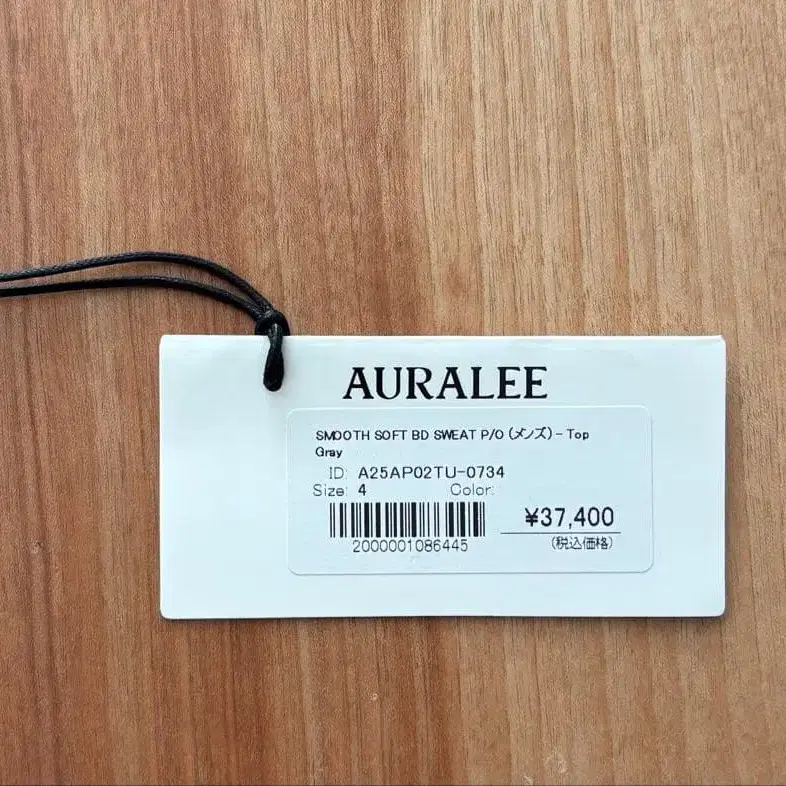 AURALEE
SMOOTH SOFT BD SWEAT P/O (メンズ) - Top
Gray
ID: A25AP02TU-0734
Size: 4 Color:
¥37,400
2000001086445 (税込価格)